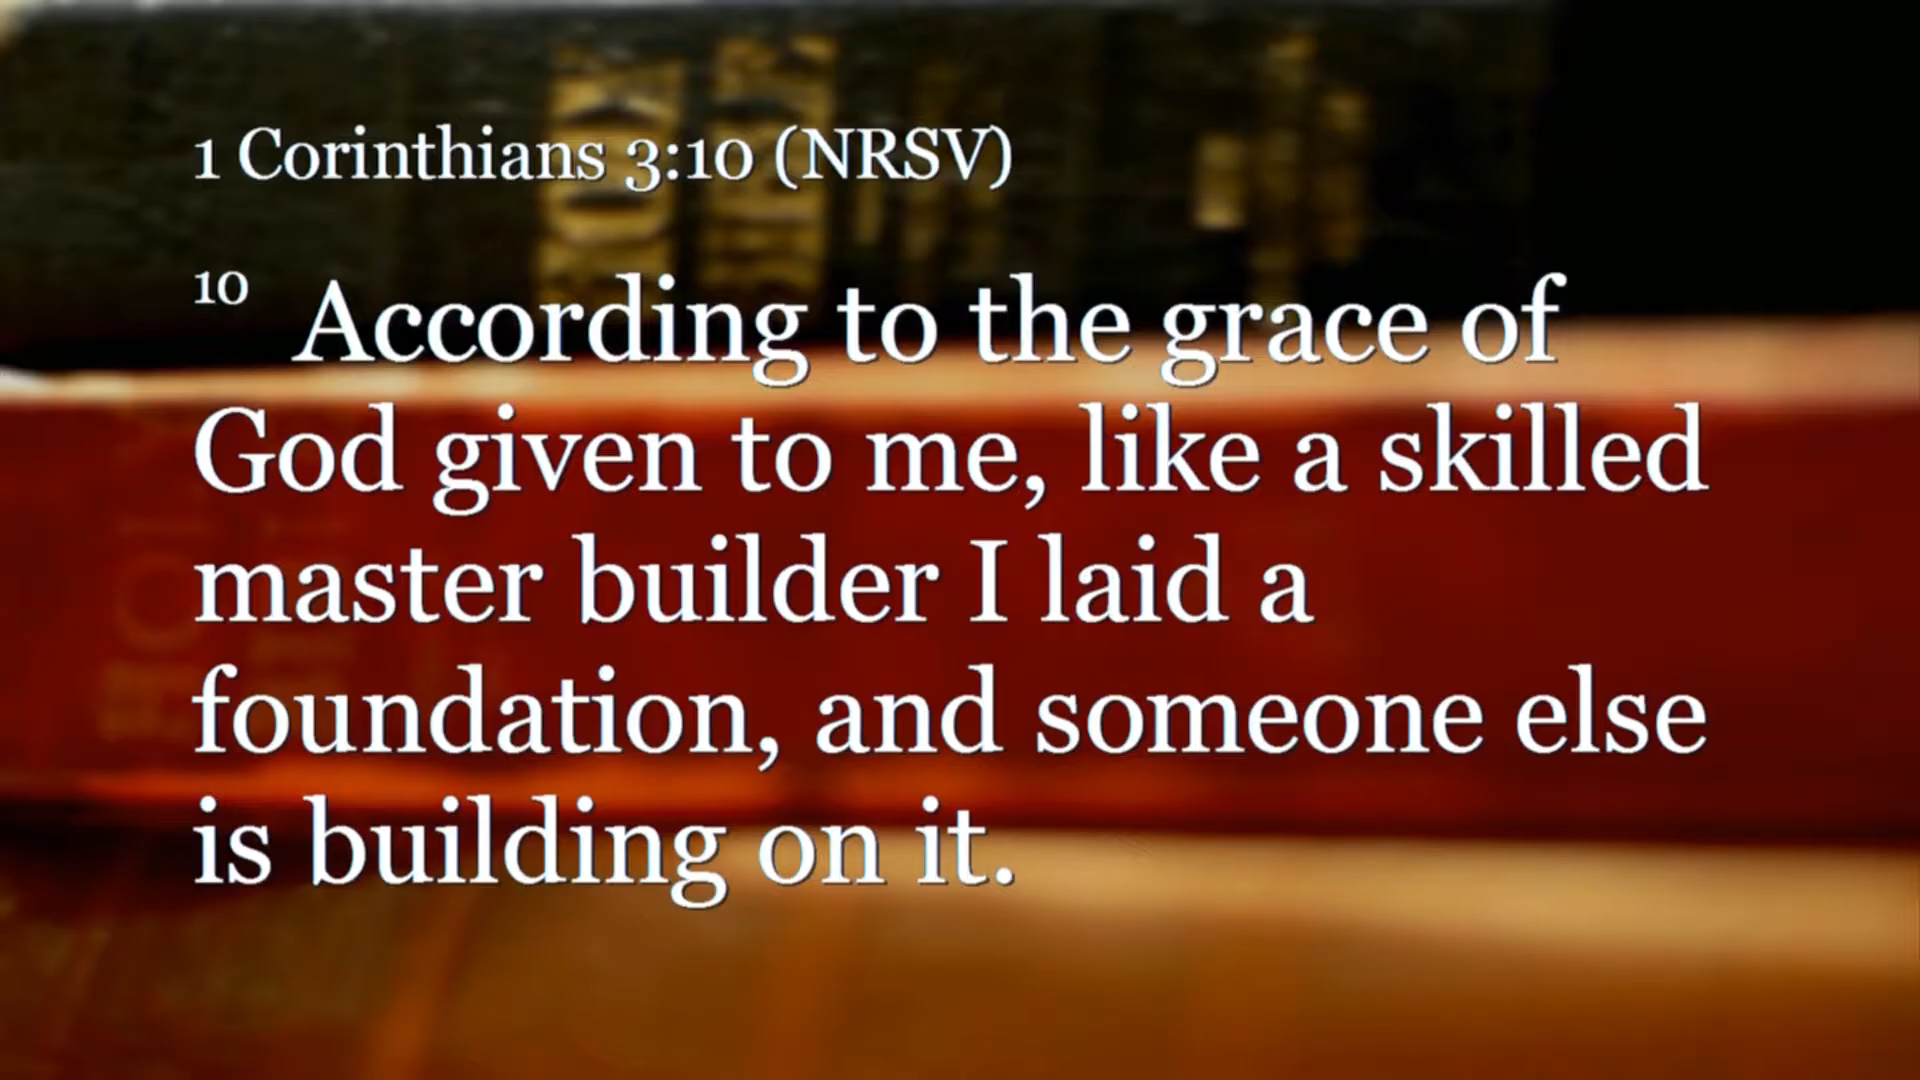 1 Corinthians 3:10 (NRSV)
10 According to the grace of
God given to me, like a skilled
master builder I laid a
foundation, and someone else
is building on it.